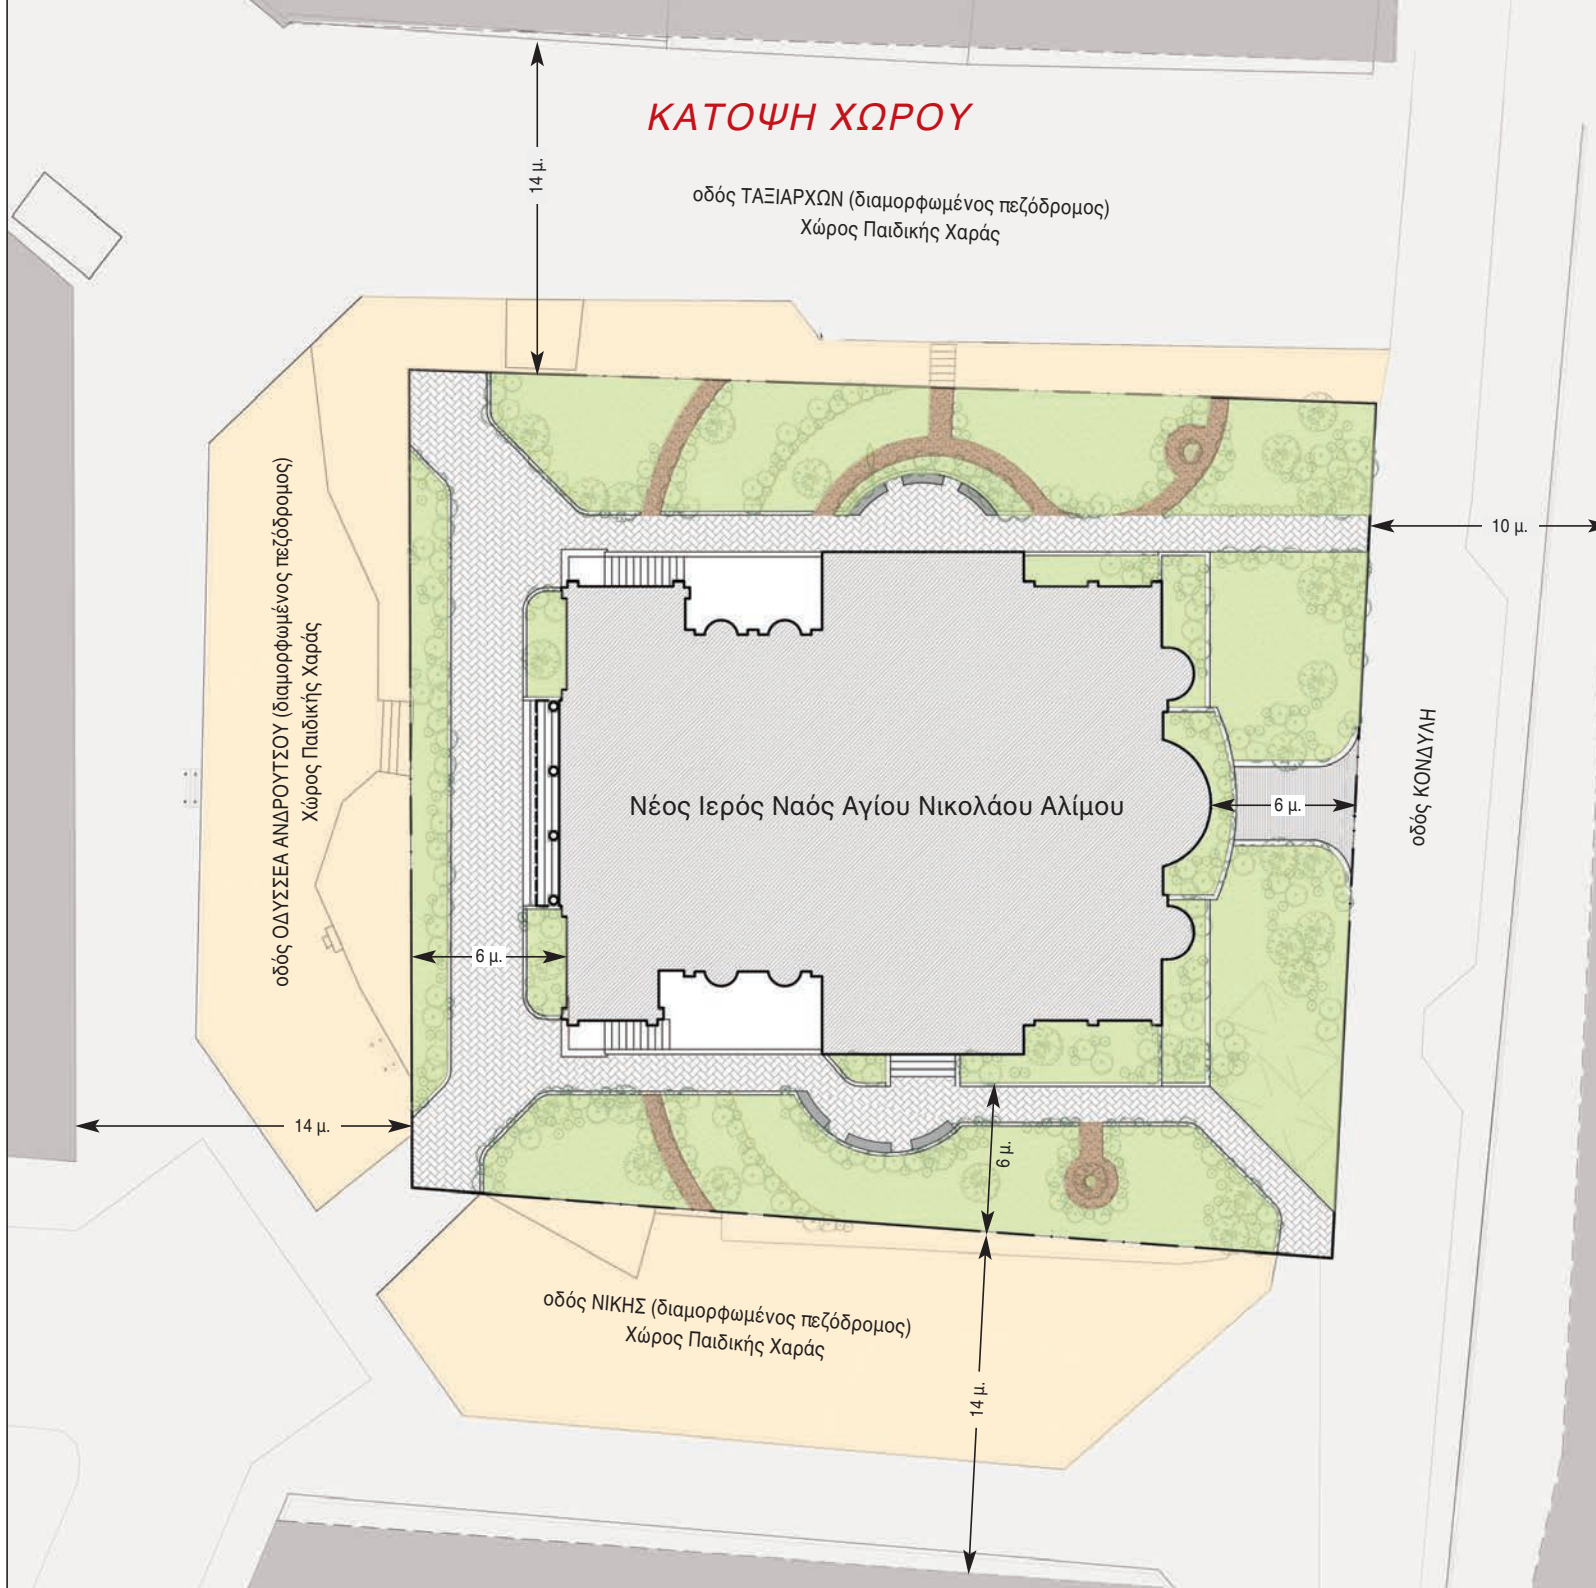 ΚΑΤΟΨΗ ΧΩΡΟΥ
14 μ.
οδός ΤΑΞΙΑΡΧΩΝ (διαμορφωμένος πεζόδρομος)
Χώρος Παιδικής Χαράς
10 μ.
οδός ΟΔΥΣΣΕΑ ΑΝΔΡΟΥΤΣΟΥ (διαμορφωμένος πεζόδρομος)
Χώρος Παιδικής Χαράς
Νέος Ιερός Ναός Αγίου Νικολάου Αλίμου
6 μ.
οδός ΚΟΝΔΥΛΗ
6 μ.
14 μ.
6 μ.
οδός ΝΙΚΗΣ (διαμορφωμένος πεζόδρομος)
Χώρος Παιδικής Χαράς
14 μ.